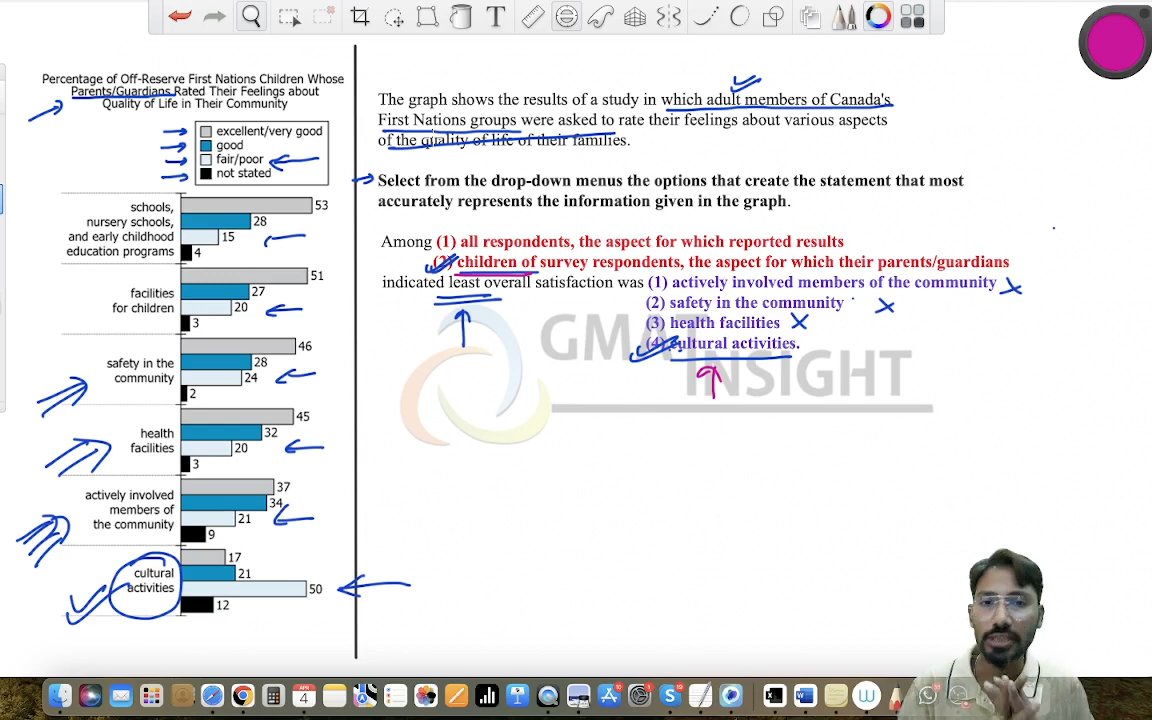 Percentage of Off-Reserve First Nations Children Whose
Parents/Guardians Rated Their Feelings about
Quality of Life in Their Community
excellent/very good
good
fair/poor
not stated
schools,
nursery schools,
and early childhood
education programs
53
28
15
4
facilities
for children
51
27
20
3
safety in the
community
46
28
24
2
health
facilities
45
32
20
3
actively involved
members of
the community
37
34
21
9
cultural
activities
17
21
50
12
The graph shows the results of a study in which adult members of Canada's
First Nations groups were asked to rate their feelings about various aspects
of the quality of life of their families.
Select from the drop-down menus the options that create the statement that most
accurately represents the information given in the graph.
Among (1) all respondents, the aspect for which reported results
(2) children of survey respondents, the aspect for which their parents/guardians
indicated least overall satisfaction was (1) actively involved members of the community
(2) safety in the community
(3) health facilities
(4) cultural activities.
GMAT
INSIGHT
T
APR
4
W